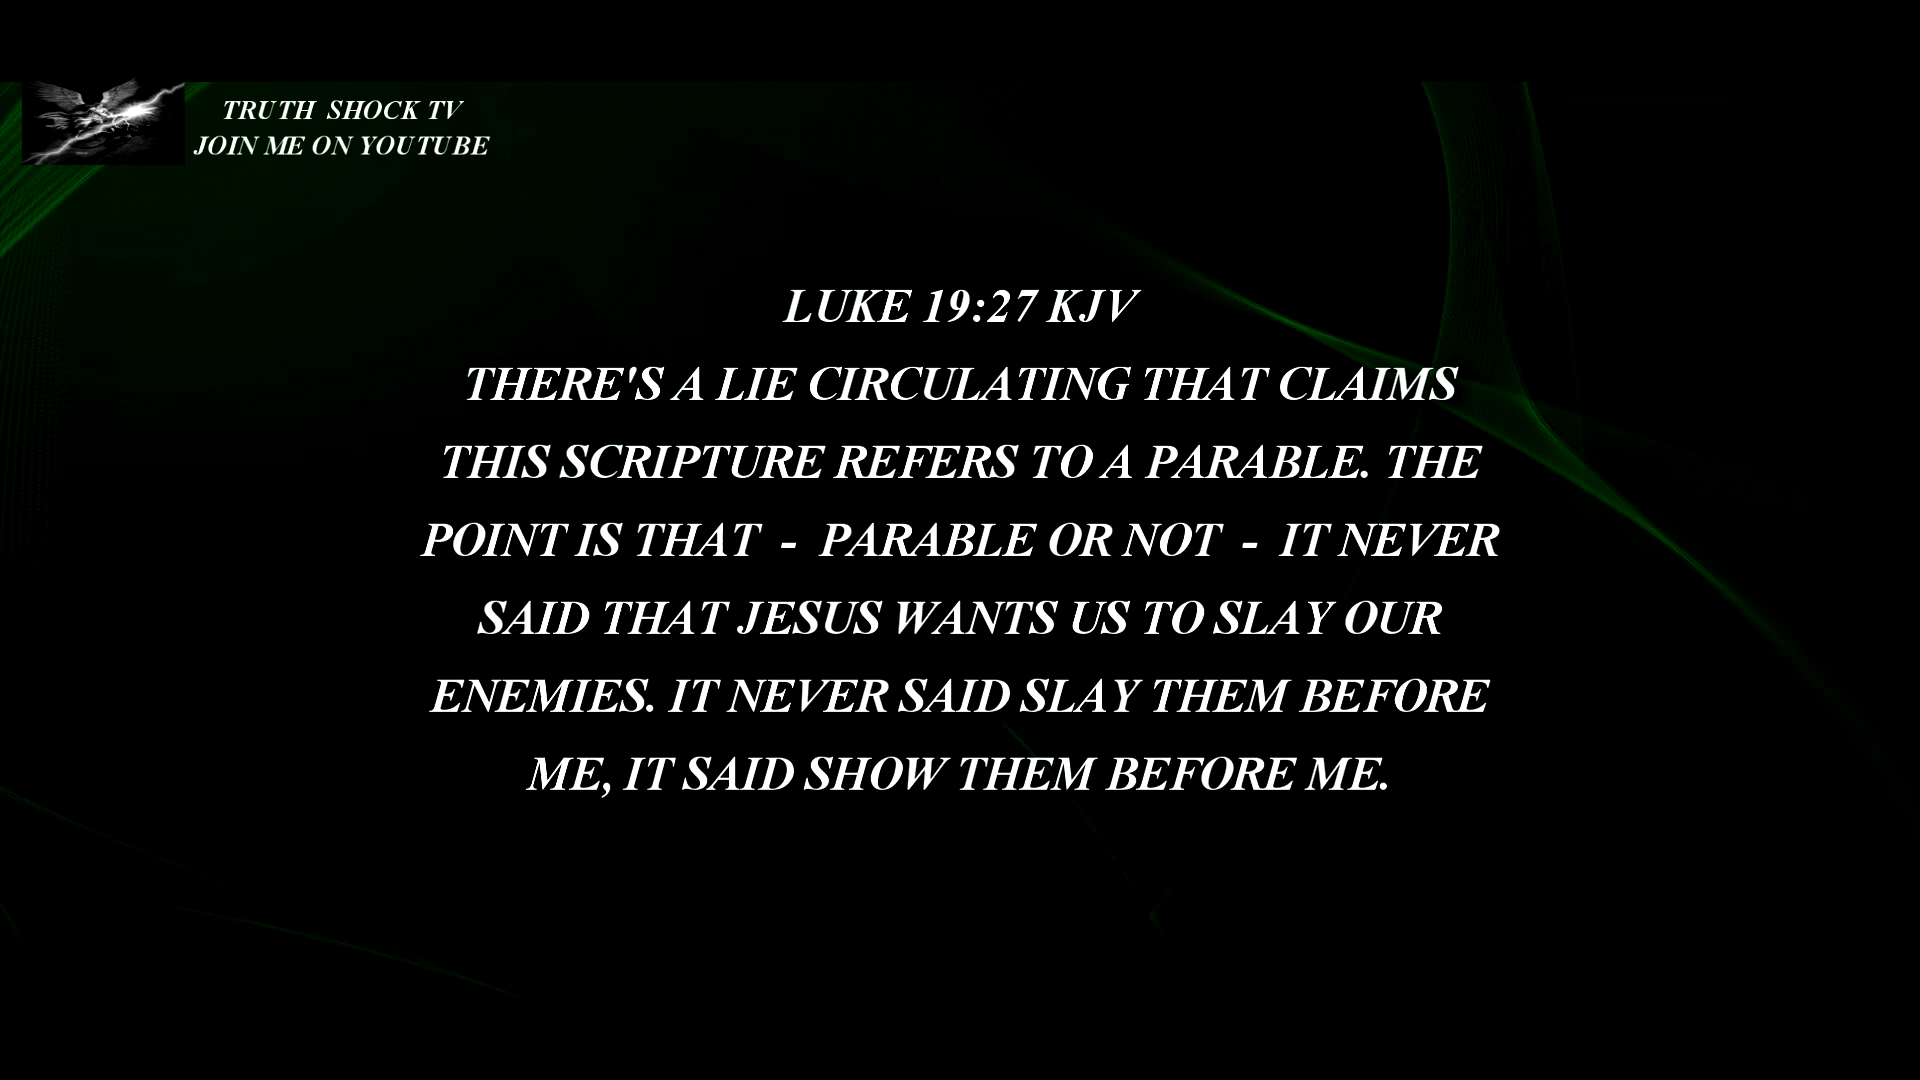 TRUTH SHOCK TV
JOIN ME ON YOUTUBE
LUKE 19:27 KJV
THERE'S A LIE CIRCULATING THAT CLAIMS
THIS SCRIPTURE REFERS TO A PARABLE. THE
POINT IS THAT - PARABLE OR NOT - IT NEVER
SAID THAT JESUS WANTS US TO SLAY OUR
ENEMIES. IT NEVER SAID SLAY THEM BEFORE
ME, IT SAID SHOW THEM BEFORE ME.